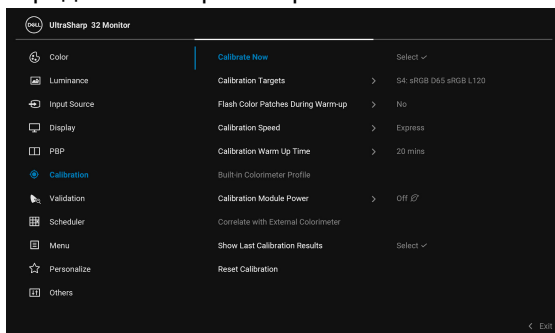 DELL UltraSharp 32 Monitor
Color
Luminance
Input Source
Display
PBP
Calibration
Validation
Scheduler
Menu
Personalize
Others
Calibrate Now Select
Calibration Targets S4: sRGB D65 sRGB L120
Flash Color Patches During Warm-up No
Calibration Speed Express
Calibration Warm Up Time 20 mins
Built-in Colorimeter Profile
Calibration Module Power Off
Correlate with External Colorimeter
Show Last Calibration Results Select
Reset Calibration
Exit